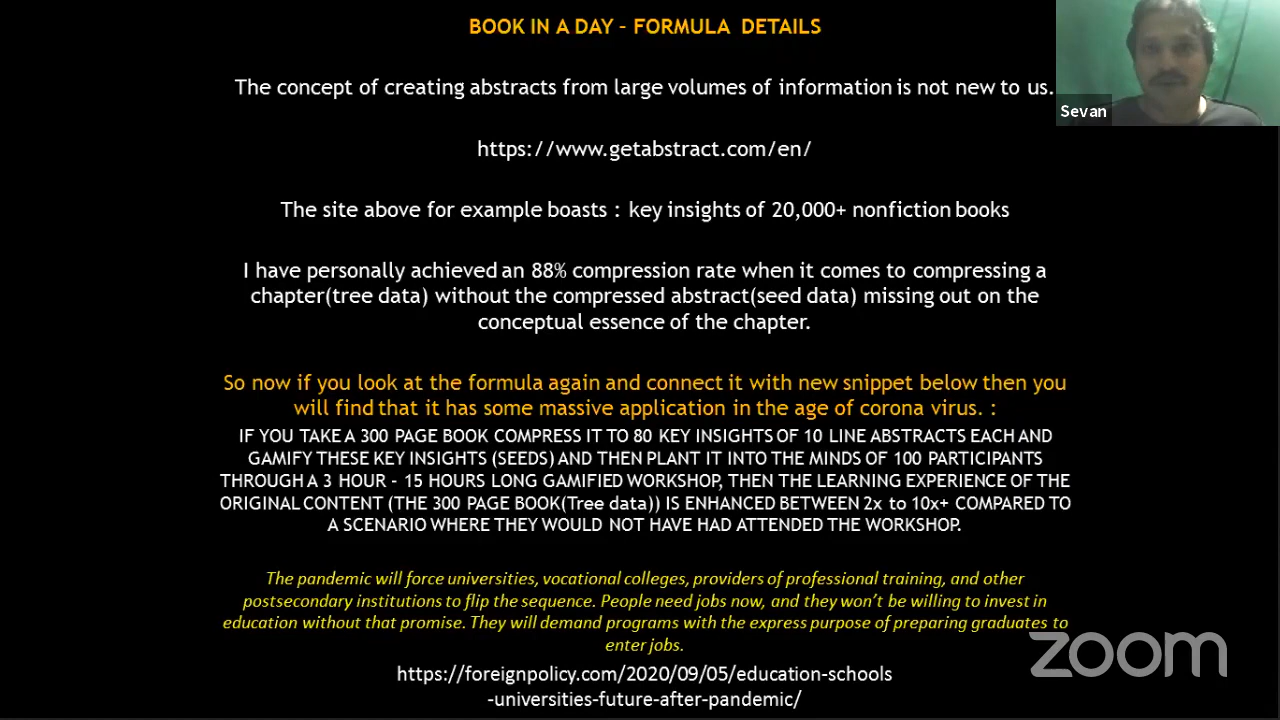 BOOK IN A DAY - FORMULA DETAILS
The concept of creating abstracts from large volumes of information is not new to us.
Sevan
https://www.getabstract.com/en/
The site above for example boasts : key insights of 20,000+ nonfiction books
I have personally achieved an 88% compression rate when it comes to compressing a
chapter(tree data) without the compressed abstract(seed data) missing out on the
conceptual essence of the chapter.
So now if you look at the formula again and connect it with new snippet below then you
will find that it has some massive application in the age of corona virus. :
IF YOU TAKE A 300 PAGE BOOK COMPRESS IT TO 80 KEY INSIGHTS OF 10 LINE ABSTRACTS EACH AND
GAMIFY THESE KEY INSIGHTS (SEEDS) AND THEN PLANT IT INTO THE MINDS OF 100 PARTICIPANTS
THROUGH A 3 HOUR - 15 HOURS LONG GAMIFIED WORKSHOP, THEN THE LEARNING EXPERIENCE OF THE
ORIGINAL CONTENT (THE 300 PAGE BOOK(Tree data)) IS ENHANCED BETWEEN 2x to 10x+ COMPARED TO
A SCENARIO WHERE THEY WOULD NOT HAVE HAD ATTENDED THE WORKSHOP.
The pandemic will force universities, vocational colleges, providers of professional training, and other
postsecondary institutions to flip the sequence. People need jobs now, and they won't be willing to invest in
education without that promise. They will demand programs with the express purpose of preparing graduates to
enter jobs.
https://foreignpolicy.com/2020/09/05/education-schools
-universities-future-after-pandemic/
zoom